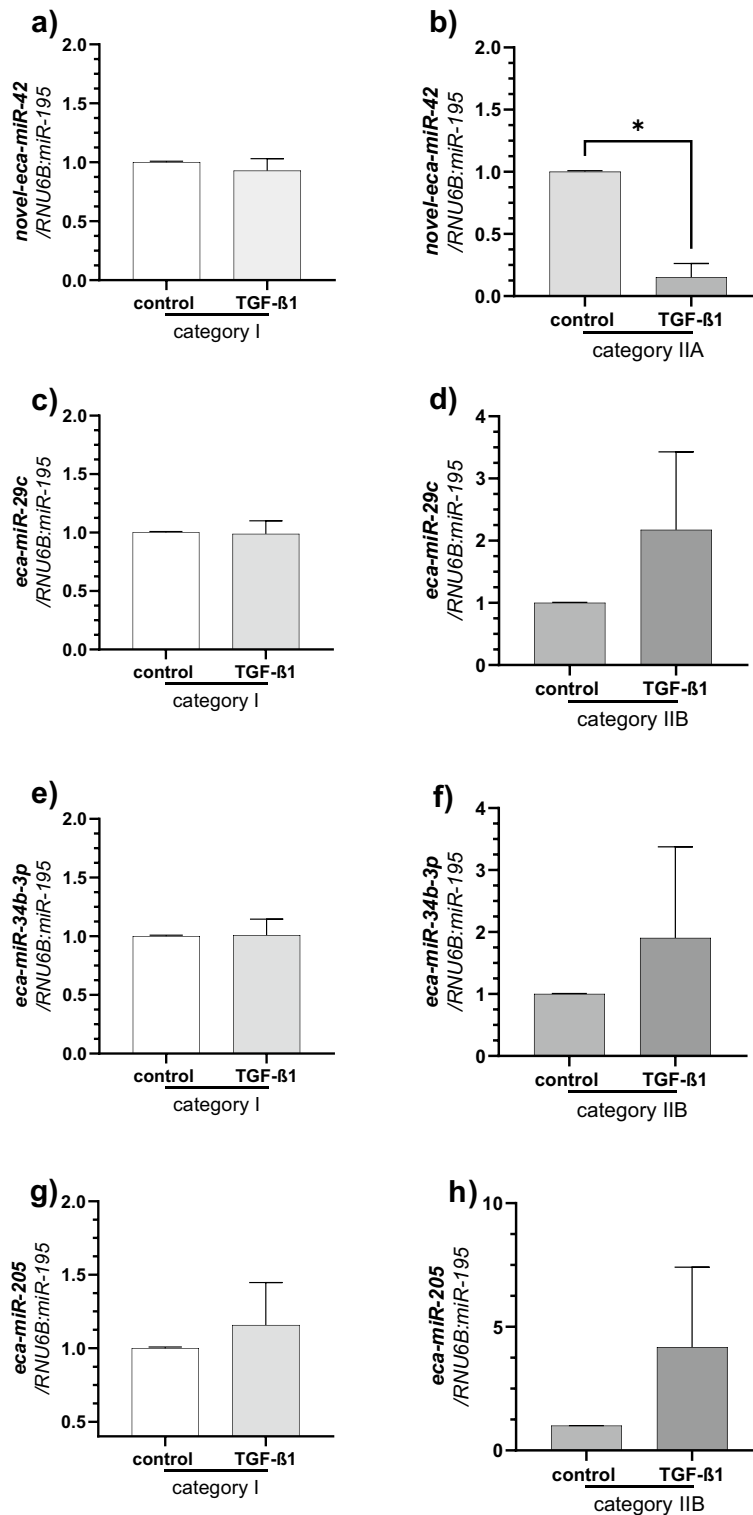 a)
novel-eca-miR-42
/RNU6B:miR-195
2.0
1.5
1.0
0.5
0.0
control TGF-ß1
category I
b)
novel-eca-miR-42
/RNU6B:miR-195
2.0
1.5
1.0
0.5
0.0
*
control TGF-ß1
category IIA
c)
eca-miR-29c
/RNU6B:miR-195
2.0
1.5
1.0
0.5
0.0
control TGF-ß1
category I
d)
eca-miR-29c
/RNU6B:miR-195
4
3
2
1
0
control TGF-ß1
category IIB
e)
eca-miR-34b-3p
/RNU6B:miR-195
2.0
1.5
1.0
0.5
0.0
control TGF-ß1
category I
f)
eca-miR-34b-3p
/RNU6B:miR-195
4
3
2
1
0
control TGF-ß1
category IIB
g)
eca-miR-205
/RNU6B:miR-195
2.0
1.5
1.0
0.5
control TGF-ß1
category I
h)
eca-miR-205
/RNU6B:miR-195
10
5
0
control TGF-ß1
category IIB